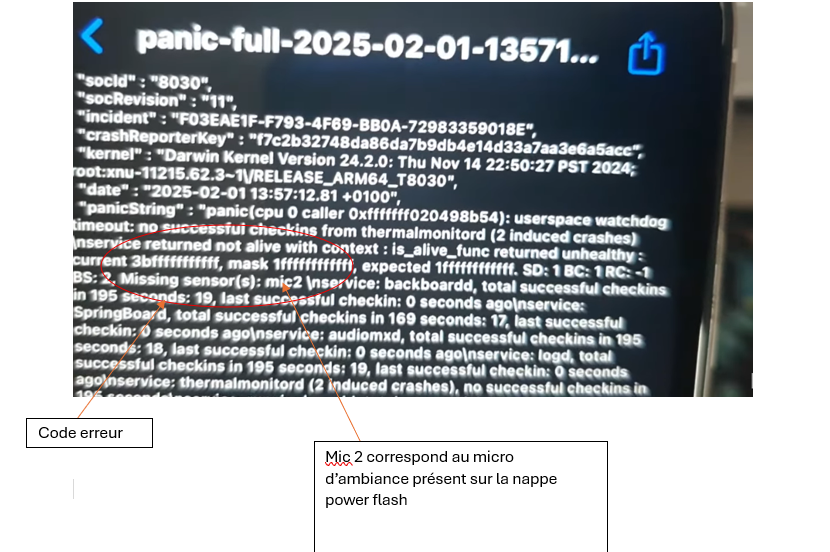 panic-full-2025-02-01-13571...
"socId" : "8030",
"socRevision" : "11",
"incident" : "F03EAE1F-F793-4F69-BB0A-72983359018E",
"crashReporterKey" : "f7c2b32748da86da7b9db4e14d33a7aa3e6a5acc",
"kernel" : "Darwin Kernel Version 24.2.0: Thu Nov 14 22:50:27 PST 2024;
root:xnu-11215.62.3~1\/RELEASE_ARM64_T8030",
"date" : "2025-02-01 13:57:12.81 +0100",
"panicString" : "panic(cpu 0 caller 0xfffffff020498b54): userspace watchdog
timeout: no successful checkins from thermalmonitord (2 induced crashes)
\nservice returned not alive with context : is_alive_func returned unhealthy :
current 3bfffffffffff, mask 1fffffffffffff, expected 1fffffffffffff. SD: 1 BC: 1 RC: -1
BS: Missing sensor(s): mic2 \nservice: backboardd, total successful checkins
in 195 seconds: 19, last successful checkin: 0 seconds ago\nservice:
SpringBoard, total successful checkins in 169 seconds: 17, last successful
checkin: 0 seconds ago\nservice: audiomxd, total successful checkins in 195
seconds: 18, last successful checkin: 0 seconds ago\nservice: logd, total
successful checkins in 195 seconds: 19, last successful checkin: 0 seconds
ago\nservice: thermalmonitord (2 induced crashes), no successful checkins in
Code erreur
Mic 2 correspond au micro
d'ambiance présent sur la nappe
power flash